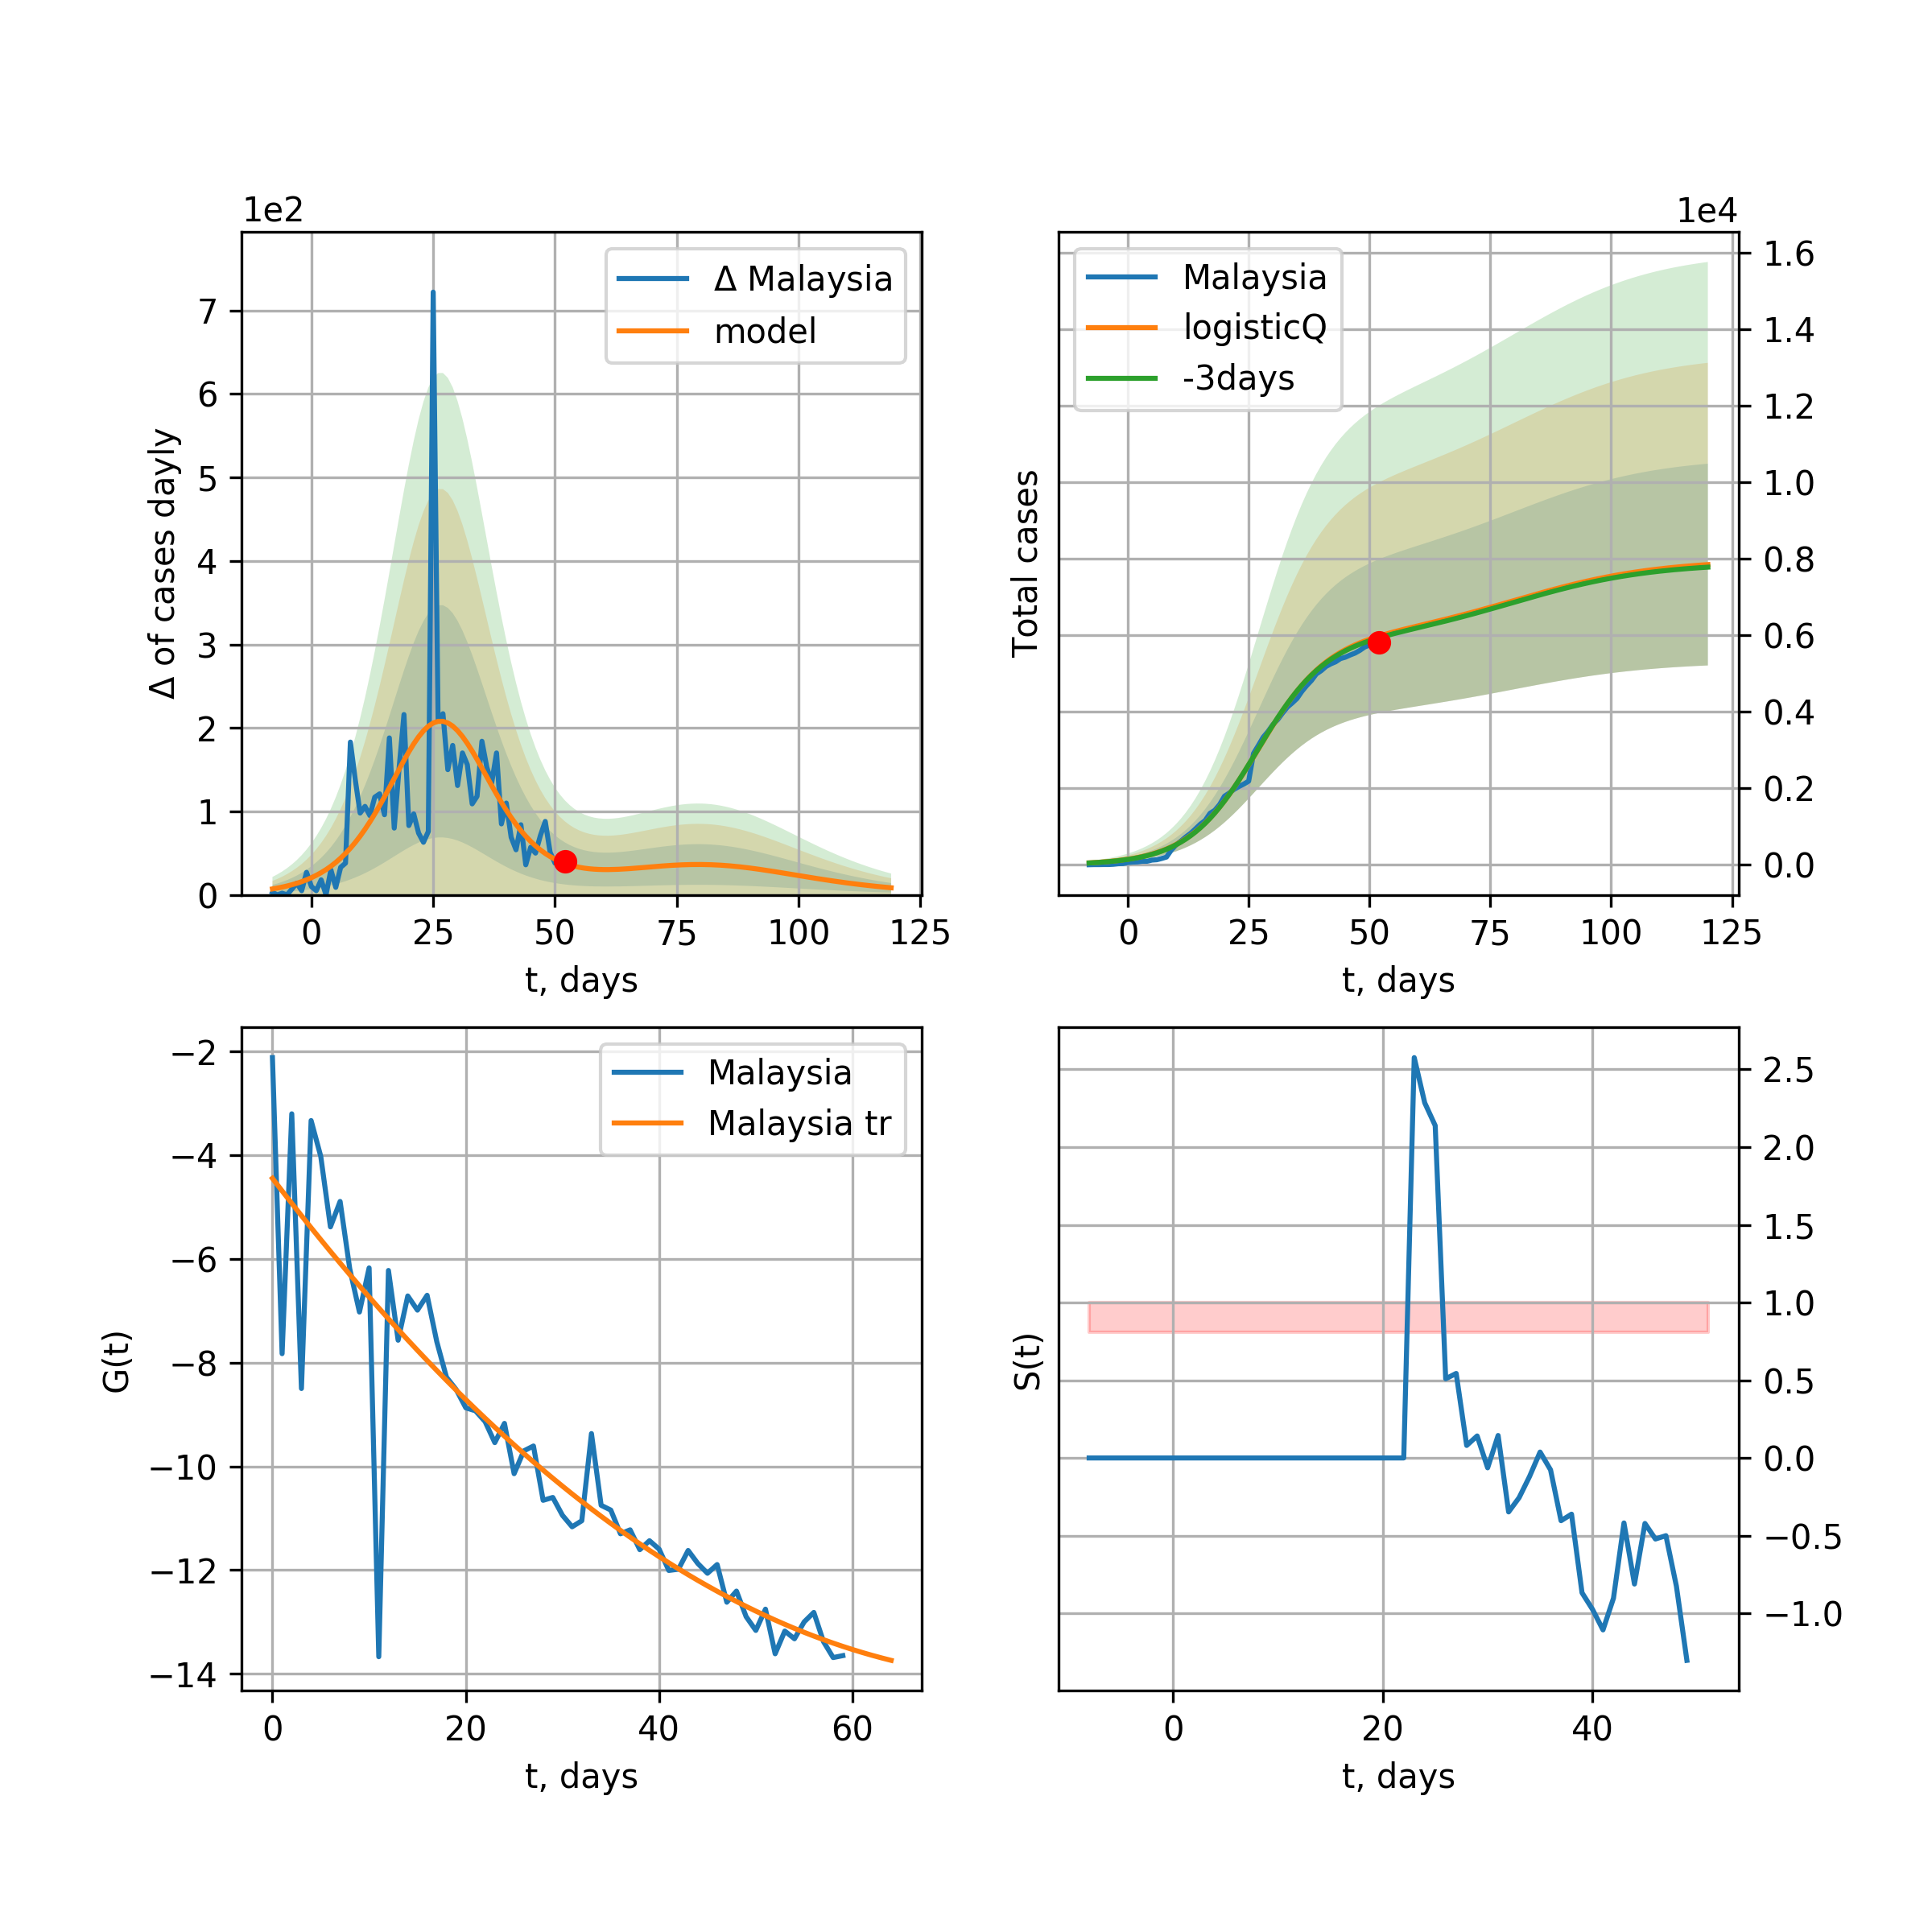 1e2
Δ Malaysia
model
7
6
5
4
3
2
1
0
Δ of cases dayly
0 25 50 75 100 125
t, days
1e4
Malaysia
logisticQ
-3days
1.6
1.4
1.2
1.0
0.8
0.6
0.4
0.2
0.0
Total cases
0 25 50 75 100 125
t, days
Malaysia
Malaysia tr
−2
−4
−6
−8
−10
−12
−14
G(t)
0 20 40 60
t, days
2.5
2.0
1.5
1.0
0.5
0.0
−0.5
−1.0
S(t)
0 20 40
t, days